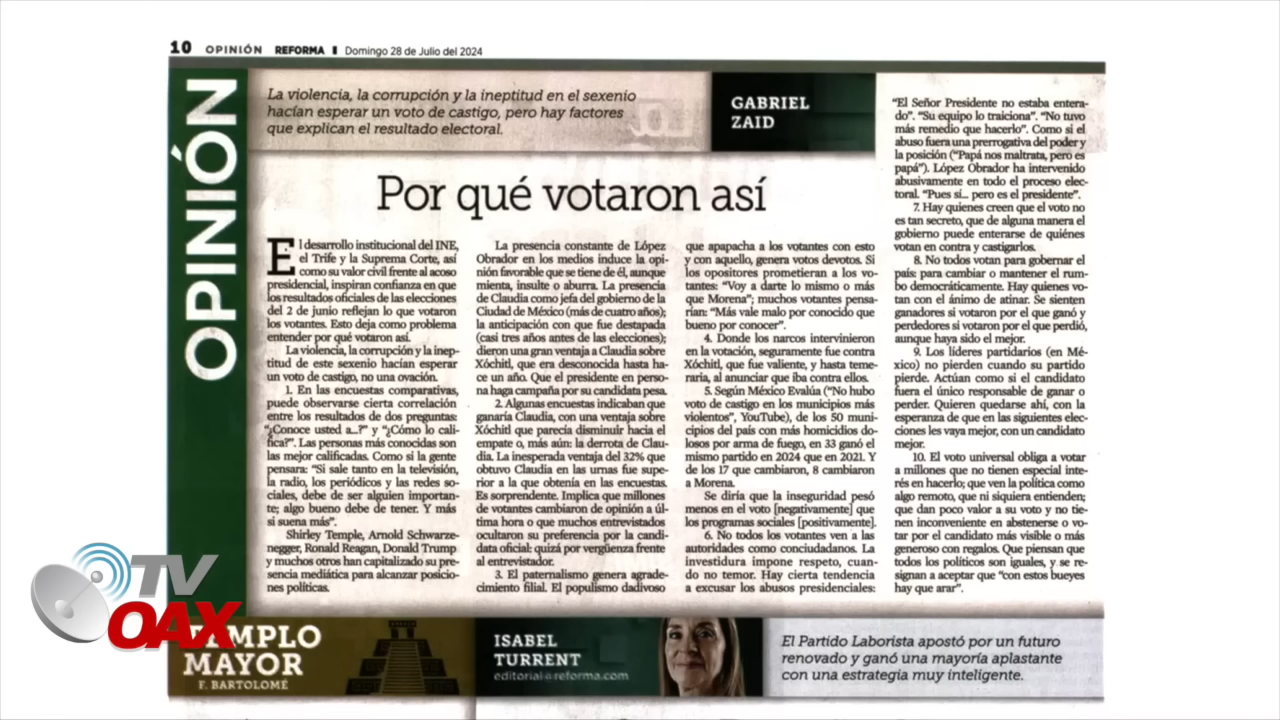 10 OPINIÓN REFORMA Domingo 28 de Julio del 2024
OPINIÓN
La violencia, la corrupción y la ineptitud en el sexenio
hacían esperar un voto de castigo, pero hay factores
que explican el resultado electoral.
GABRIEL
ZAID
Por qué votaron así
El desarrollo institucional del INE,
el Trife y la Suprema Corte, así
como su valor civil frente al acoso
presidencial, inspiran confianza en que
los resultados oficiales de las elecciones
del 2 de junio reflejan lo que votaron
los votantes. Esto deja como problema
entender por qué votaron así.
La violencia, la corrupción y la inep-
titud de este sexenio hacían esperar
un voto de castigo, no una ovación.
1. En las encuestas comparativas,
puede observarse cierta correlación
entre los resultados de dos preguntas:
“¿Conoce usted a...?” y “¿Cómo lo cali-
fica?”. Las personas más conocidas son
las mejor calificadas. Como si la gente
pensara: “Si sale tanto en la televisión,
la radio, los periódicos y las redes so-
ciales, debe de ser alguien importan-
te; algo bueno debe de tener. Y más
si suena más”.
Shirley Temple, Arnold Schwarze-
negger, Ronald Reagan, Donald Trump
y muchos otros han capitalizado su pre-
sencia mediática para alcanzar posicio-
nes políticas.
La presencia constante de López
Obrador en los medios induce la opi-
nión favorable que se tiene de él, aunque
mienta, insulte o aburra. La presencia
de Claudia como jefa del gobierno de la
Ciudad de México (más de cuatro años);
la anticipación con que fue destapada
(casi tres años antes de las elecciones);
dieron una gran ventaja a Claudia sobre
Xóchitl, que era desconocida hasta ha-
ce un año. Que el presidente en perso-
na haga campaña por su candidata pesa.
2. Algunas encuestas indicaban que
ganaría Claudia, con una ventaja sobre
Xóchitl que parecía disminuir hacia el
empate o, más aún: la derrota de Clau-
dia. La inesperada ventaja del 32% que
obtuvo Claudia en las urnas fue supe-
rior a la que obtenía en las encuestas.
Es sorprendente. Implica que millones
de votantes cambiaron de opinión a úl-
tima hora o que muchos entrevistados
ocultaron su preferencia por la candi-
data oficial: quizá por vergüenza frente
al entrevistador.
3. El paternalismo genera agrade-
cimiento filial. El populismo dadivoso
que apapacha a los votantes con esto
y con aquello, genera votos devotos. Si
los opositores prometieran a los vo-
tantes: “Voy a darte lo mismo o más
que Morena”; muchos votantes pensa-
rían: “Más vale malo por conocido que
bueno por conocer”.
4. Donde los narcos intervinieron
en la votación, seguramente fue contra
Xóchitl, que fue valiente, y hasta teme-
raria, al anunciar que iba contra ellos.
5. Según México Evalúa (“No hubo
voto de castigo en los municipios más
violentos”, YouTube), de los 50 muni-
cipios del país con más homicidios do-
losos por arma de fuego, en 33 ganó el
mismo partido en 2024 que en 2021. Y
de los 17 que cambiaron, 8 cambiaron
a Morena.
Se diría que la inseguridad pesó
menos en el voto [negativamente] que
los programas sociales [positivamente].
6. No todos los votantes ven a las
autoridades como conciudadanos. La
investidura impone respeto, cuan-
do no temor. Hay cierta tendencia
a excusar los abusos presidenciales:
“El Señor Presidente no estaba entera-
do”. “Su equipo lo traiciona”. “No tuvo
más remedio que hacerlo”. Como si el
abuso fuera una prerrogativa del poder y
la posición (“Papá nos maltrata, pero es
papá”). López Obrador ha intervenido
abusivamente en todo el proceso elec-
toral. “Pues sí... pero es el presidente”.
7. Hay quienes creen que el voto no
es tan secreto, que de alguna manera el
gobierno puede enterarse de quiénes
votan en contra y castigarlos.
8. No todos votan para gobernar el
país: para cambiar o mantener el rum-
bo democráticamente. Hay quienes vo-
tan con el ánimo de atinar. Se sienten
ganadores si votaron por el que ganó y
perdedores si votaron por el que perdió,
aunque haya sido el mejor.
9. Los líderes partidarios (en Mé-
xico) no pierden cuando su partido
pierde. Actúan como si el candidato
fuera el único responsable de ganar o
perder. Quieren quedarse ahí, con la
esperanza de que en las siguientes elec-
ciones les vaya mejor, con un candidato
mejor.
10. El voto universal obliga a votar
a millones que no tienen especial inte-
rés en hacerlo; que ven la política como
algo remoto, que ni siquiera entienden;
que dan poco valor a su voto y no tie-
nen inconveniente en abstenerse o vo-
tar por el candidato más visible o más
generoso con regalos. Que piensan que
todos los políticos son iguales, y se re-
signan a aceptar que “con estos bueyes
hay que arar”.
TV
OAX
TEMPLO
MAYOR
F. BARTOLOMÉ
ISABEL
TURRENT
editorial@reforma.com
El Partido Laborista apostó por un futuro
renovado y ganó una mayoría aplastante
con una estrategia muy inteligente.